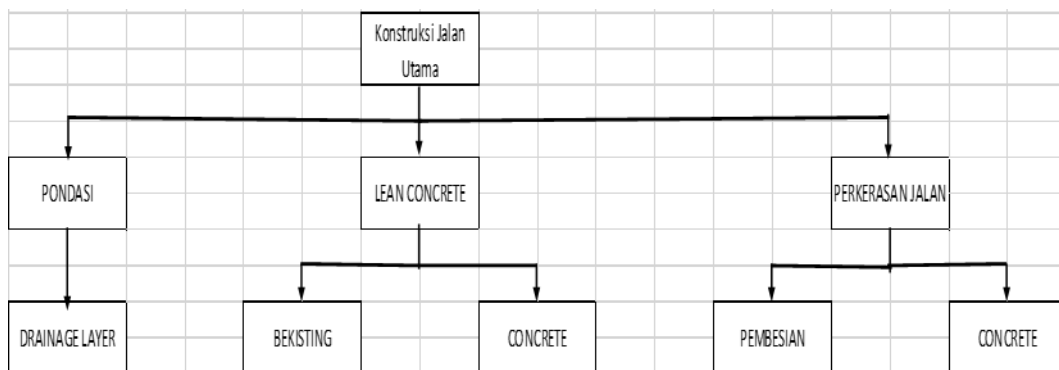 Konstruksi Jalan
Utama
PONDASI
LEAN CONCRETE
PERKERASAN JALAN
DRAINAGE LAYER
BEKISTING
CONCRETE
PEMBESIAN
CONCRETE